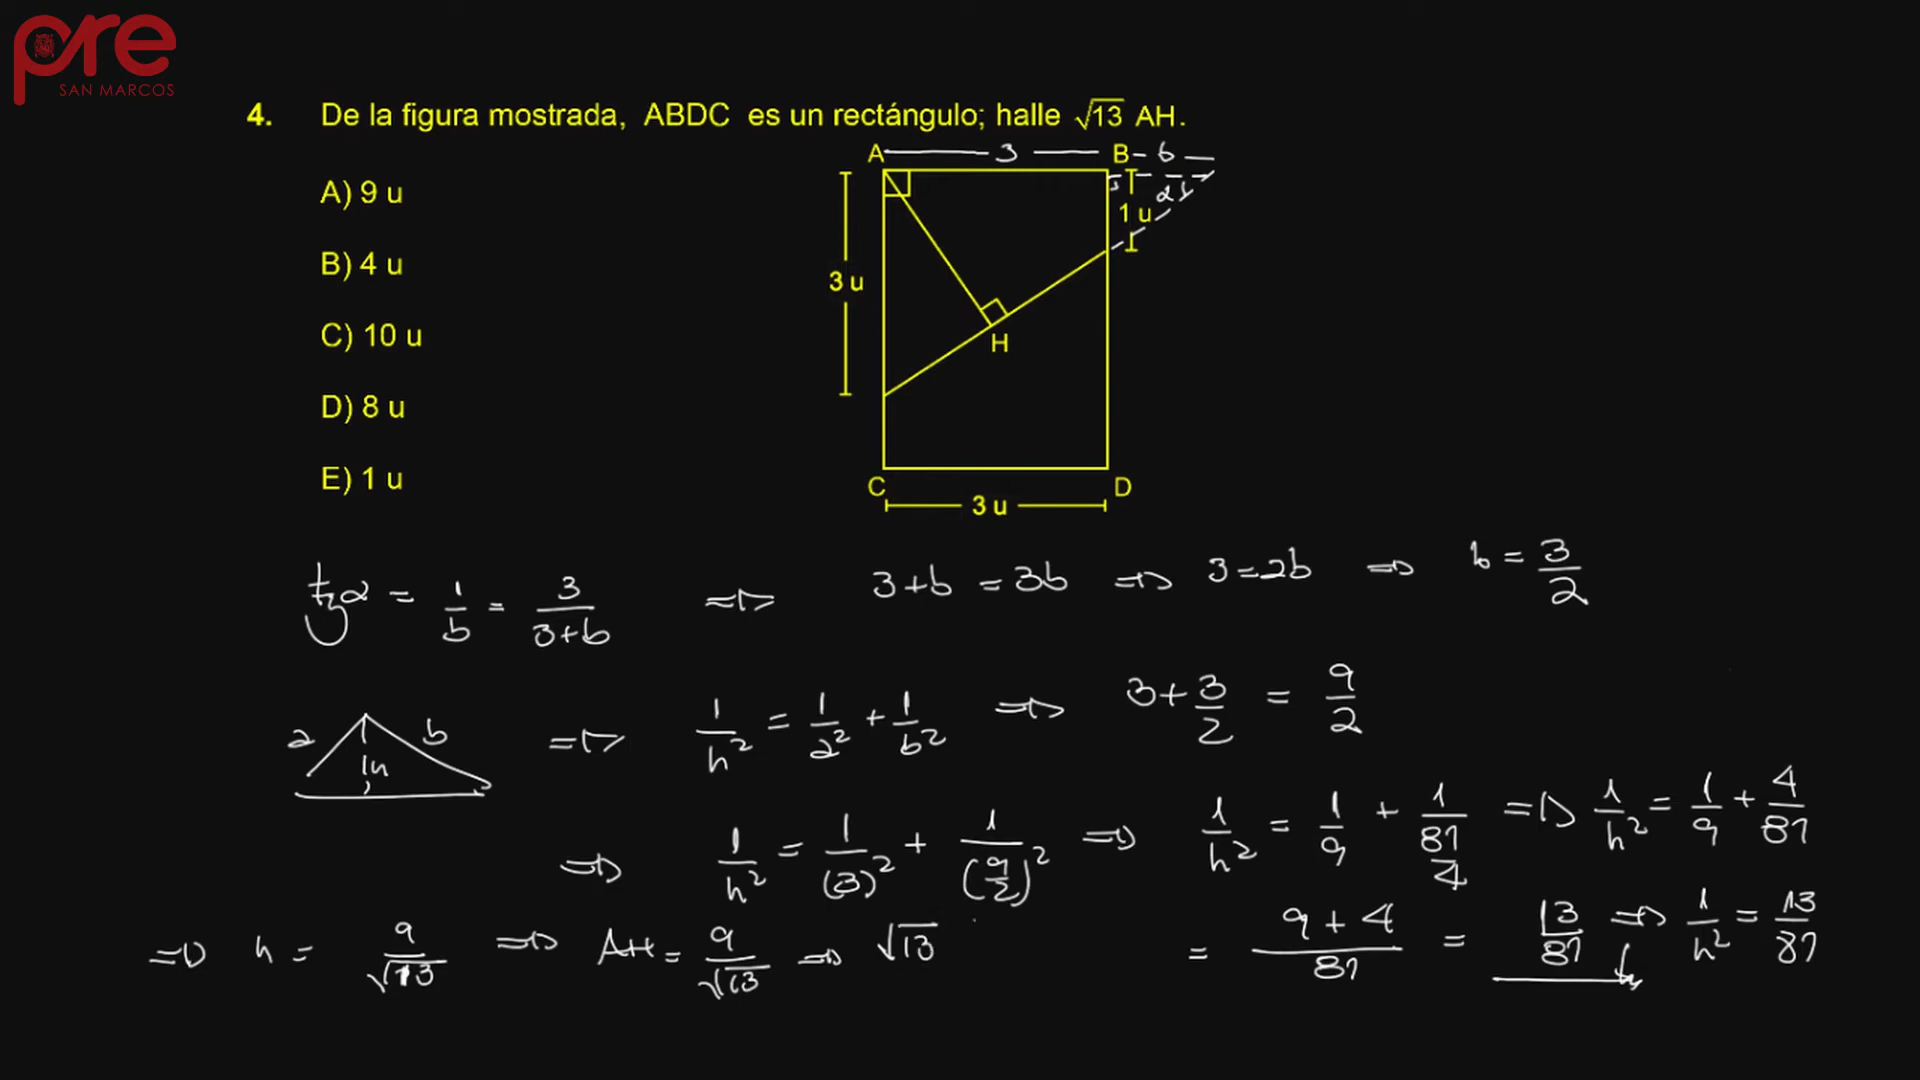 pre
SAN MARCOS
4. De la figura mostrada, ABDC es un rectángulo; halle √13 AH.
A) 9 u
B) 4 u
C) 10 u
D) 8 u
E) 1 u
A 3 B b
α
1 u
3 u
H
C D
3 u
tgα = 1/b = 3/(3+b) ⇒ 3+b = 3b ⇒ 3=2b ⇒ b = 3/2
a b h ⇒ 1/h² = 1/a² + 1/b² ⇒ 3+3/2 = 9/2
⇒ 1/h² = 1/(3)² + 1/(9/2)² ⇒ 1/h² = 1/9 + 1/(81/4) ⇒ 1/h² = 1/9 + 4/81
= (9+4)/81 = 13/81 ⇒ 1/h² = 13/81
⇒ h = 9/√13 ⇒ AH = 9/√13 ⇒ √13